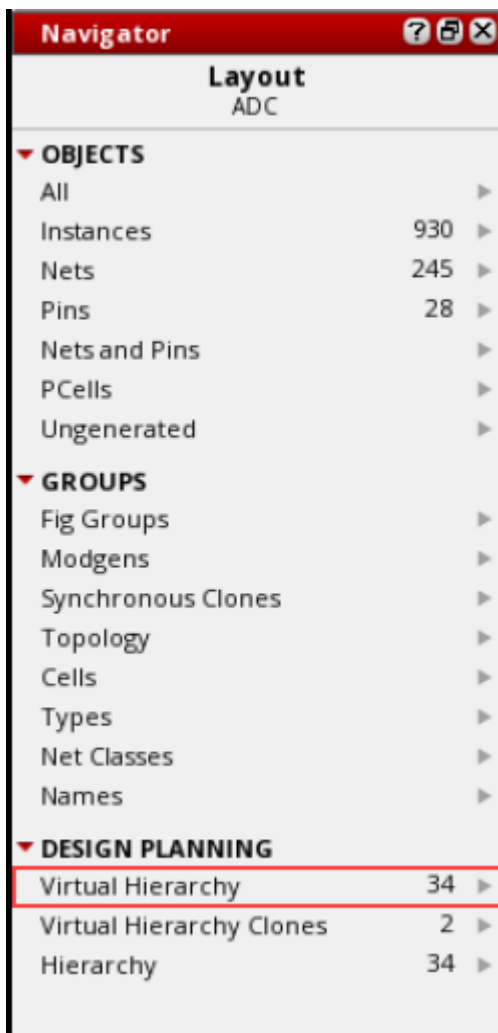 Navigator
Layout
ADC
OBJECTS
All
Instances 930
Nets 245
Pins 28
Nets and Pins
PCells
Ungenerated
GROUPS
Fig Groups
Modgens
Synchronous Clones
Topology
Cells
Types
Net Classes
Names
DESIGN PLANNING
Virtual Hierarchy 34
Virtual Hierarchy Clones 2
Hierarchy 34